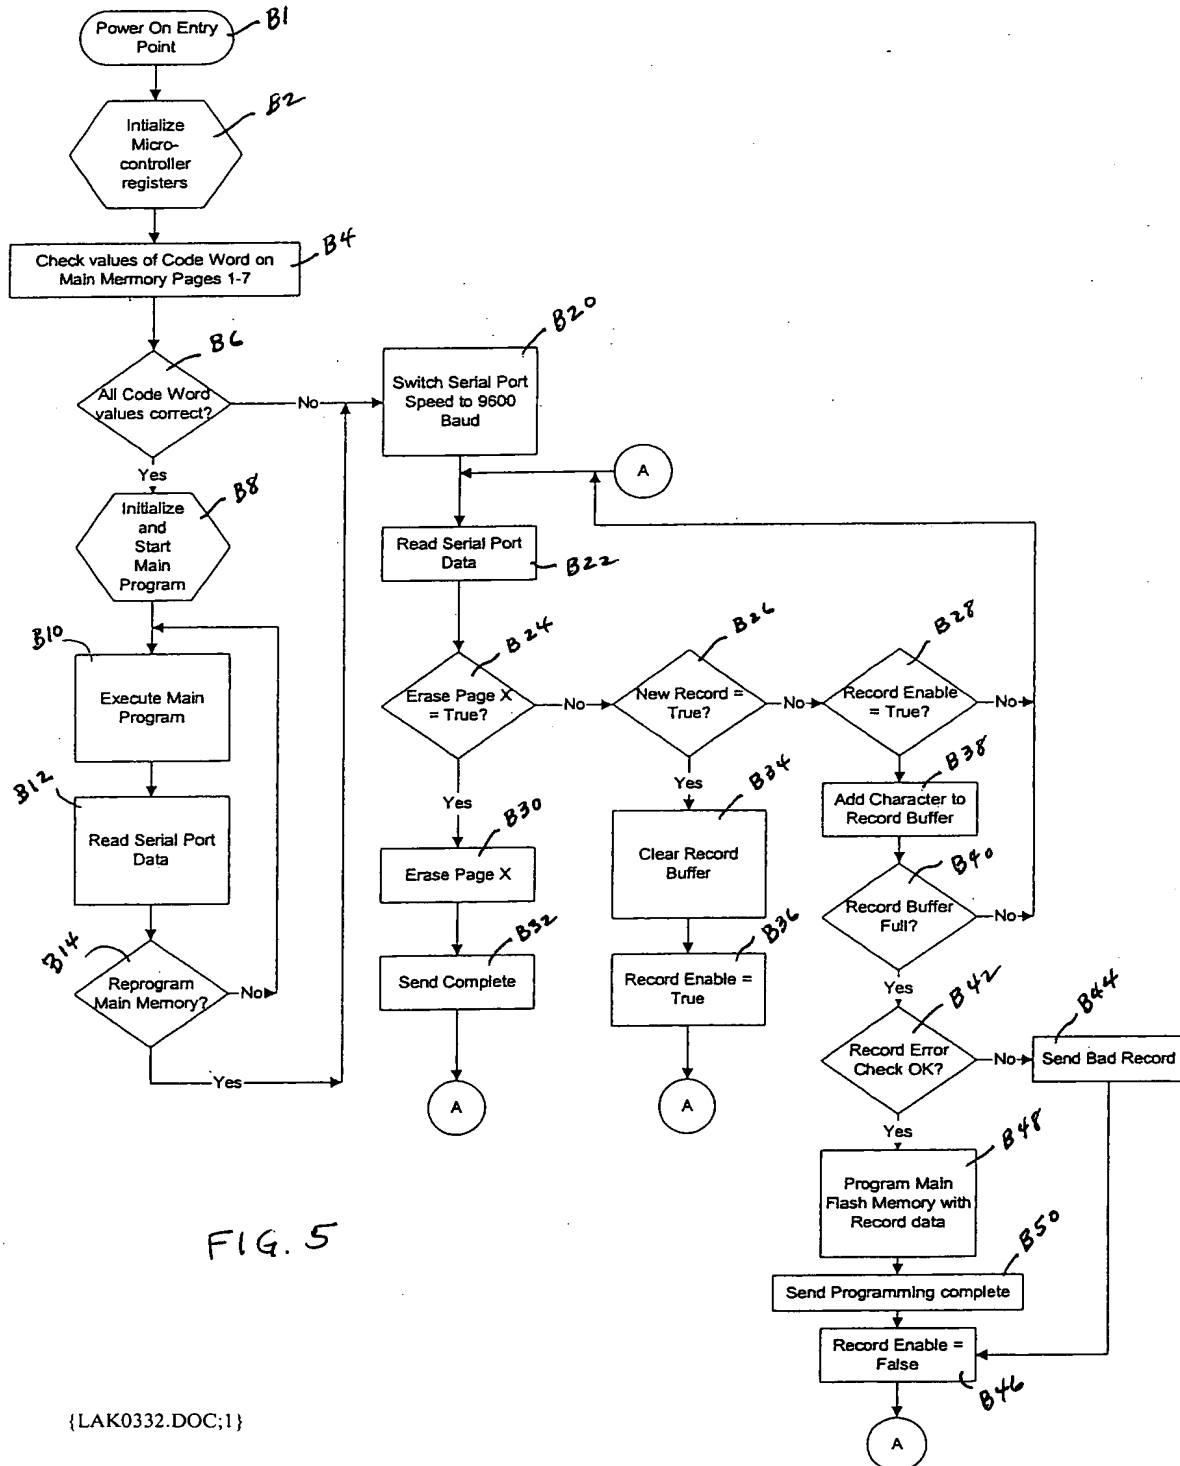 Power On Entry
Point
B1
Intialize
Micro-
controller
registers
B2
Check values of Code Word on
Main Memory Pages 1-7
B4
All Code Word
values correct?
B6
No
Yes
Initialize
and
Start
Main
Program
B8
B10
Execute Main
Program
B12
Read Serial Port
Data
B14
Reprogram
Main Memory?
No
Yes
B20
Switch Serial Port
Speed to 9600
Baud
A
Read Serial Port
Data
B22
B24
Erase Page X
= True?
No
Yes
B30
Erase Page X
B32
Send Complete
A
B26
New Record =
True?
No
Yes
B34
Clear Record
Buffer
B36
Record Enable =
True
A
B28
Record Enable
= True?
No
B38
Add Character to
Record Buffer
B40
Record Buffer
Full?
No
Yes
B42
Record Error
Check OK?
No
B44
Send Bad Record
Yes
B48
Program Main
Flash Memory with
Record data
B50
Send Programming complete
Record Enable =
False
B46
A
FIG. 5
{LAK0332.DOC;1}